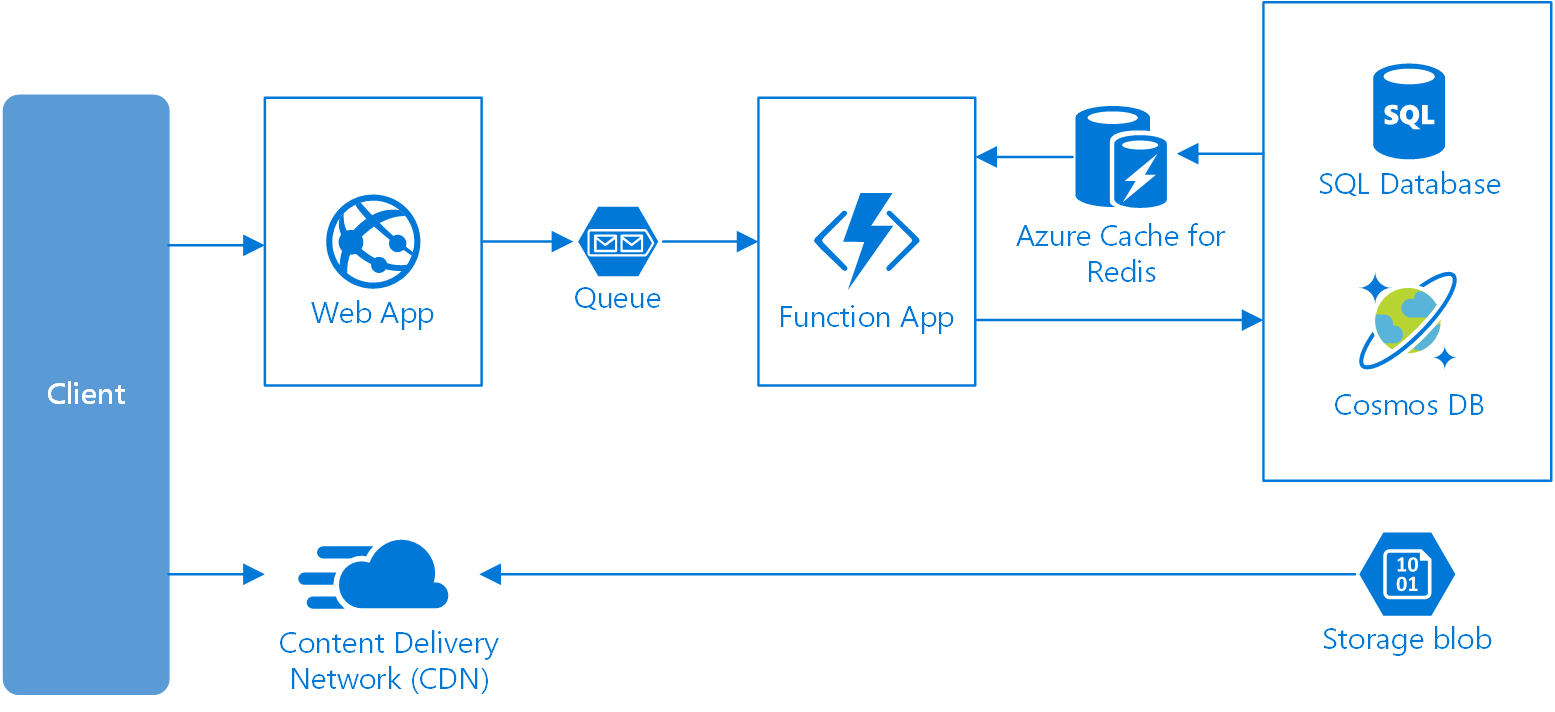 Client
Web App
Queue
Function App
Azure Cache for
Redis
SQL
SQL Database
Cosmos DB
Content Delivery
Network (CDN)
10
01
Storage blob